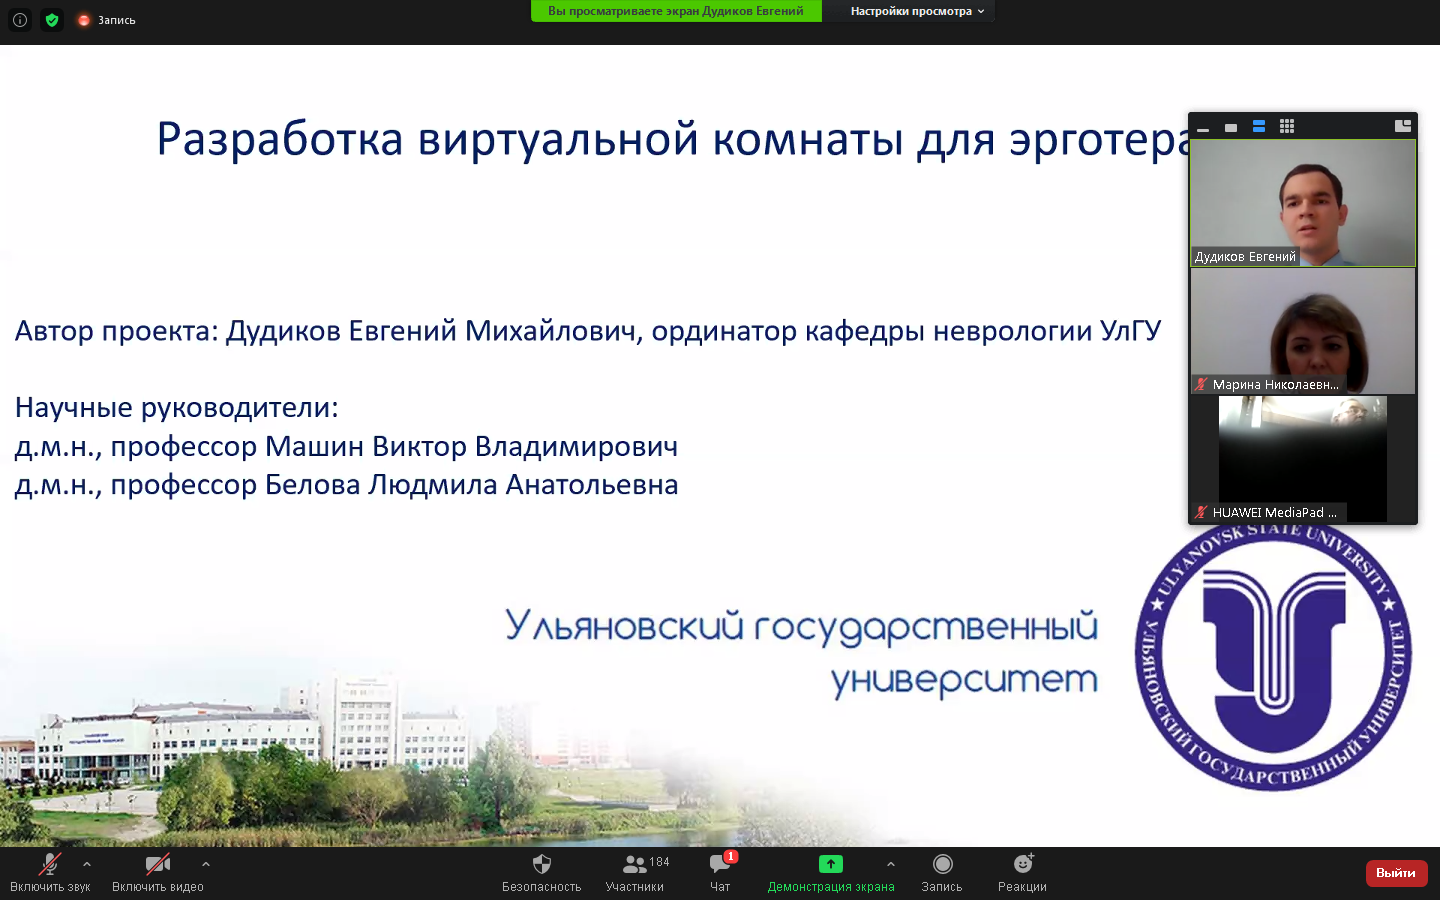 Запись
Вы просматриваете экран Дудиков Евгений
Настройки просмотра
Разработка виртуальной комнаты для эрготера
Дудиков Евгений
Автор проекта: Дудиков Евгений Михайлович, ординатор кафедры неврологии УлГУ
Марина Николаевн...
Научные руководители:
д.м.н., профессор Машин Виктор Владимирович
д.м.н., профессор Белова Людмила Анатольевна
HUAWEI MediaPad ...
ULYANOVSK STATE UNIVERSITY
УЛЬЯНОВСКИЙ ГОСУДАРСТВЕННЫЙ УНИВЕРСИТЕТ
Ульяновский государственный
университет
Включить звук
Включить видео
Безопасность
184
Участники
1
Чат
Демонстрация экрана
Запись
Реакции
Выйти